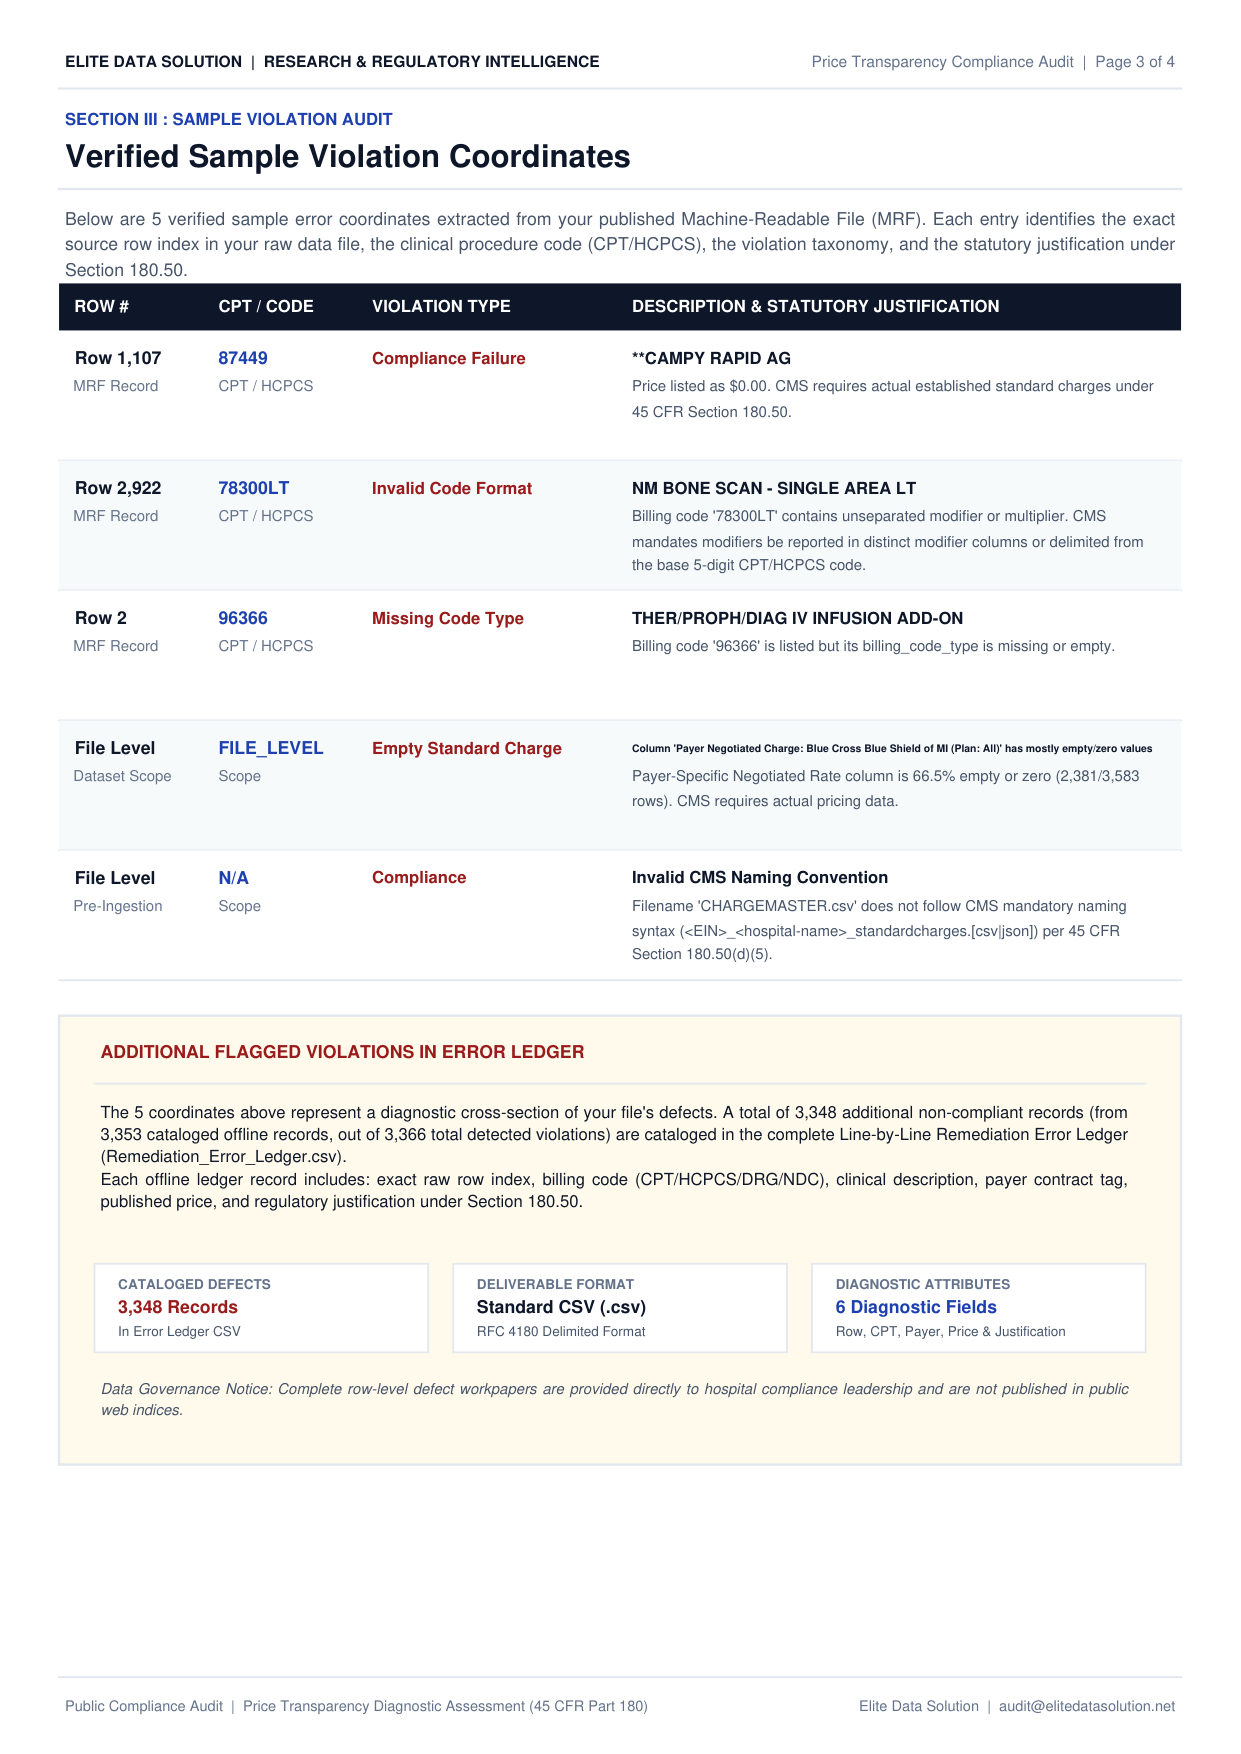 ELITE DATA SOLUTION | RESEARCH & REGULATORY INTELLIGENCE
Price Transparency Compliance Audit | Page 3 of 4
SECTION III : SAMPLE VIOLATION AUDIT
Verified Sample Violation Coordinates
Below are 5 verified sample error coordinates extracted from your published Machine-Readable File (MRF). Each entry identifies the exact
source row index in your raw data file, the clinical procedure code (CPT/HCPCS), the violation taxonomy, and the statutory justification under
Section 180.50.
ROW # CPT / CODE VIOLATION TYPE DESCRIPTION & STATUTORY JUSTIFICATION
Row 1,107 87449 Compliance Failure **CAMPY RAPID AG
MRF Record CPT / HCPCS Price listed as $0.00. CMS requires actual established standard charges under
45 CFR Section 180.50.
Row 2,922 78300LT Invalid Code Format NM BONE SCAN - SINGLE AREA LT
MRF Record CPT / HCPCS Billing code '78300LT' contains unseparated modifier or multiplier. CMS
mandates modifiers be reported in distinct modifier columns or delimited from
the base 5-digit CPT/HCPCS code.
Row 2 96366 Missing Code Type THER/PROPH/DIAG IV INFUSION ADD-ON
MRF Record CPT / HCPCS Billing code '96366' is listed but its billing_code_type is missing or empty.
File Level FILE_LEVEL Empty Standard Charge Column 'Payer Negotiated Charge: Blue Cross Blue Shield of MI (Plan: All)' has mostly empty/zero values
Dataset Scope Scope Payer-Specific Negotiated Rate column is 66.5% empty or zero (2,381/3,583
rows). CMS requires actual pricing data.
File Level N/A Compliance Invalid CMS Naming Convention
Pre-Ingestion Scope Filename 'CHARGEMASTER.csv' does not follow CMS mandatory naming
syntax (<EIN>_<hospital-name>_standardcharges.[csv|json]) per 45 CFR
Section 180.50(d)(5).
ADDITIONAL FLAGGED VIOLATIONS IN ERROR LEDGER
The 5 coordinates above represent a diagnostic cross-section of your file's defects. A total of 3,348 additional non-compliant records (from
3,353 cataloged offline records, out of 3,366 total detected violations) are cataloged in the complete Line-by-Line Remediation Error Ledger
(Remediation_Error_Ledger.csv).
Each offline ledger record includes: exact raw row index, billing code (CPT/HCPCS/DRG/NDC), clinical description, payer contract tag,
published price, and regulatory justification under Section 180.50.
CATALOGED DEFECTS DELIVERABLE FORMAT DIAGNOSTIC ATTRIBUTES
3,348 Records Standard CSV (.csv) 6 Diagnostic Fields
In Error Ledger CSV RFC 4180 Delimited Format Row, CPT, Payer, Price & Justification
Data Governance Notice: Complete row-level defect workpapers are provided directly to hospital compliance leadership and are not published in public
web indices.
Public Compliance Audit | Price Transparency Diagnostic Assessment (45 CFR Part 180)
Elite Data Solution | audit@elitedatasolution.net